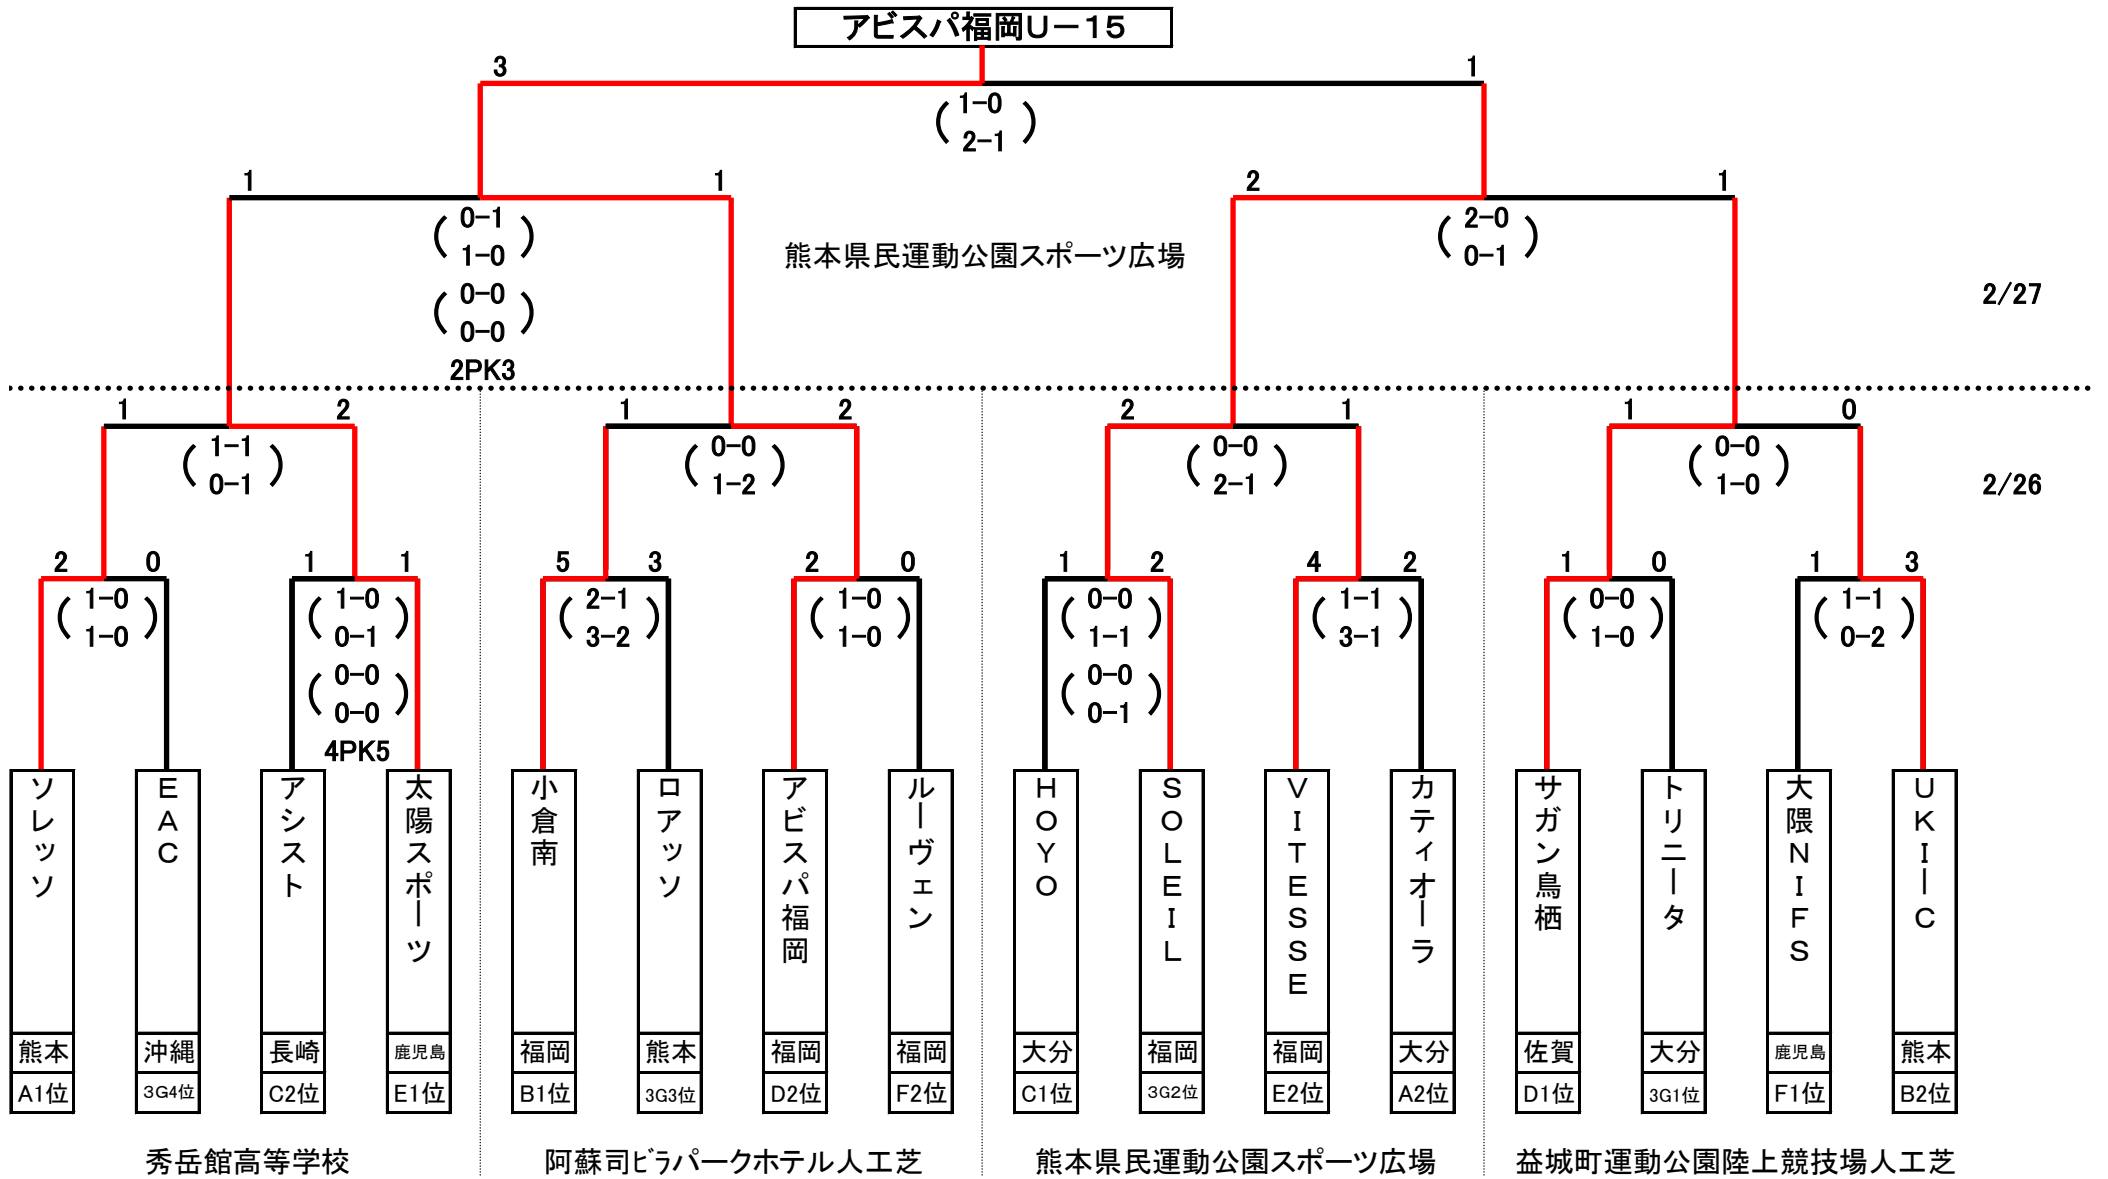 アビスパ福岡U－15
3 1
( 1-0
2-1 )
1 1 2 1
( 0-1
1-0 )
( 0-0
0-0 )
2PK3
熊本県民運動公園スポーツ広場
( 2-0
0-1 )
2/27
1 2 1 2 2 1 1 0
( 1-1
0-1 )
( 0-0
1-2 )
( 0-0
2-1 )
( 0-0
1-0 )
2/26
2 0 1 1 5 3 2 0 1 2 4 2 1 0 1 3
( 1-0
1-0 )
( 1-0
0-1 )
( 0-0
0-0 )
4PK5
( 2-1
3-2 )
( 1-0
1-0 )
( 0-0
1-1 )
( 0-0
0-1 )
( 1-1
3-1 )
( 0-0
1-0 )
( 1-1
0-2 )
ソレッソ
EAC
アシスト
太陽スポーツ
小倉南
ロアッソ
アビスパ福岡
ルーヴェン
HOYO
SOLEIL
VITESSE
カティオーラ
サガン鳥栖
トリニータ
大隈NIFS
UKI－C
熊本 沖縄 長崎 鹿児島 福岡 熊本 福岡 福岡 大分 福岡 福岡 大分 佐賀 大分 鹿児島 熊本
A1位 3G4位 C2位 E1位 B1位 3G3位 D2位 F2位 C1位 3G2位 E2位 A2位 D1位 3G1位 F1位 B2位
秀岳館高等学校
阿蘇司ﾋﾞﾗパークホテル人工芝
熊本県民運動公園スポーツ広場
益城町運動公園陸上競技場人工芝